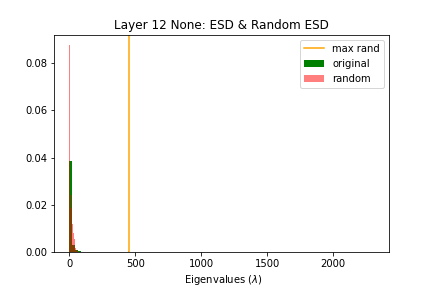 Layer 12 None: ESD & Random ESD
max rand
original
random
0.08
0.06
0.04
0.02
0.00
0
500
1000
1500
2000
Eigenvalues (λ)